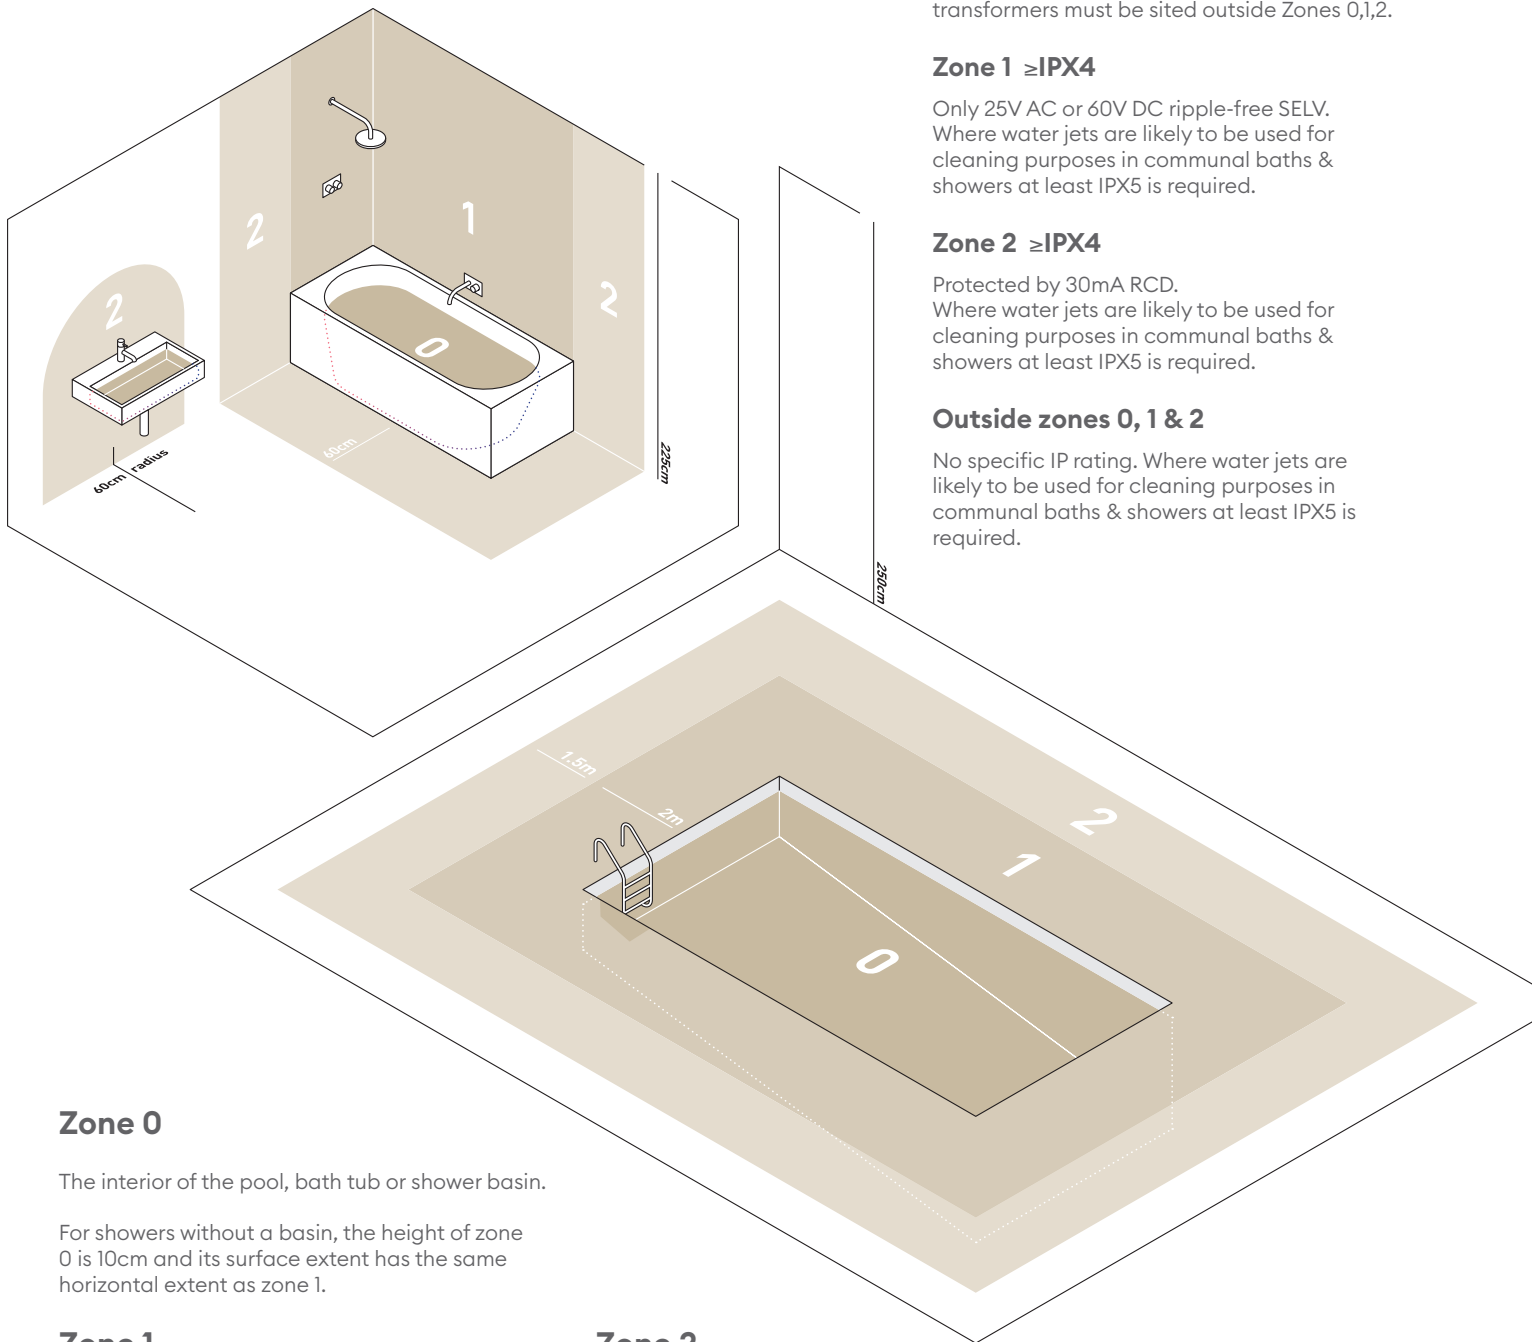 transformers must be sited outside Zones 0,1,2.
Zone 1 ≥IPX4
Only 25V AC or 60V DC ripple-free SELV.
Where water jets are likely to be used for
cleaning purposes in communal baths &
showers at least IPX5 is required.
Zone 2 ≥IPX4
Protected by 30mA RCD.
Where water jets are likely to be used for
cleaning purposes in communal baths &
showers at least IPX5 is required.
Outside zones 0, 1 & 2
No specific IP rating. Where water jets are
likely to be used for cleaning purposes in
communal baths & showers at least IPX5 is
required.
2
1
2
2
0
60cm
225cm
60cm radius
250cm
1.5m
2m
2
1
0
Zone 0
The interior of the pool, bath tub or shower basin.
For showers without a basin, the height of zone
0 is 10cm and its surface extent has the same
horizontal extent as zone 1.
Zone 1
Zone 2